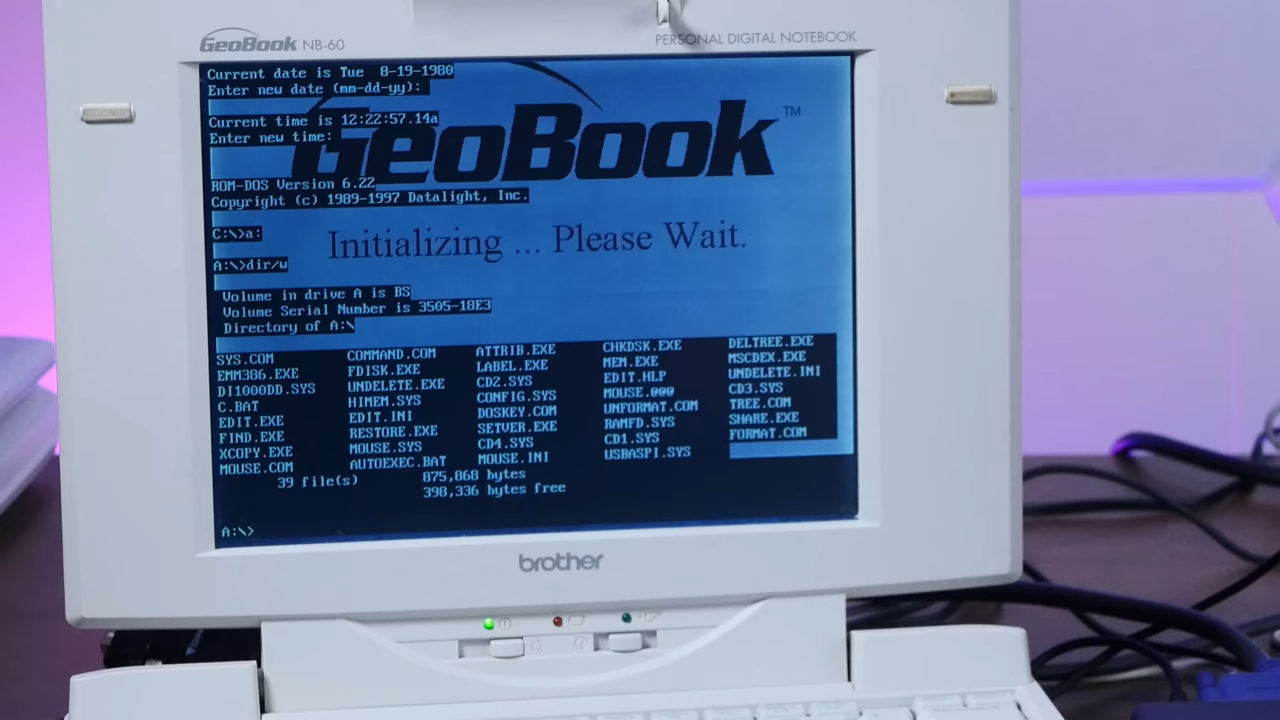 GeoBook NB-60
PERSONAL DIGITAL NOTEBOOK
Current date is Tue 8-19-1980
Enter new date (mm-dd-yy):
Current time is 12:22:57.14a
Enter new time:
GeoBook™
ROM-DOS Version 6.22
Copyright (c) 1989-1997 Datalight, Inc.
C:\>a:
Initializing ... Please Wait.
A:\>dir/w
Volume in drive A is BS
Volume Serial Number is 3505-18E3
Directory of A:\
SYS.COM COMMAND.COM ATTRIB.EXE CHKDSK.EXE DELTREE.EXE
EMM386.EXE FDISK.EXE LABEL.EXE MEM.EXE MSCDEX.EXE
DI1000DD.SYS UNDELETE.EXE CD2.SYS EDIT.HLP UNDELETE.INI
C.BAT HIMEM.SYS CONFIG.SYS MOUSE.@@@ CD3.SYS
EDIT.EXE EDIT.INI DOSKEY.COM UNFORMAT.COM TREE.COM
FIND.EXE RESTORE.EXE SETVER.EXE RAMFD.SYS SHARE.EXE
XCOPY.EXE MOUSE.SYS CD4.SYS CD1.SYS FORMAT.COM
MOUSE.COM AUTOEXEC.BAT MOUSE.INI USBASPI.SYS
39 file(s) 875,868 bytes
398,336 bytes free
A:\>
brother